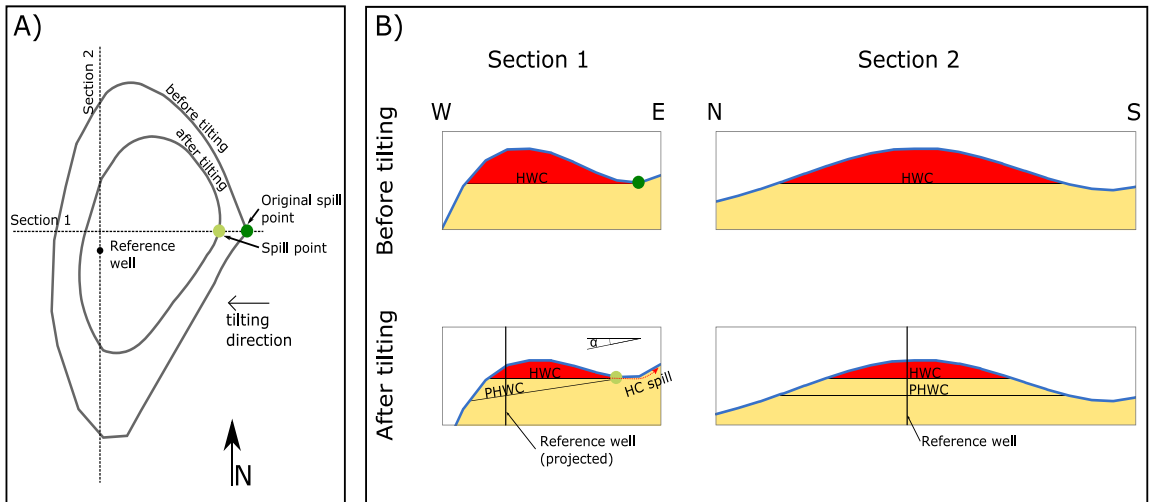 A)
Section 2
before tilting
after tilting
Section 1
Original spill
point
Spill point
Reference
well
tilting
direction
N
B)
Section 1
Section 2
Before tilting
W
E
N
S
HWC
HWC
After tilting
α
HWC
PHWC
HC spill
Reference well
(projected)
HWC
PHWC
Reference well